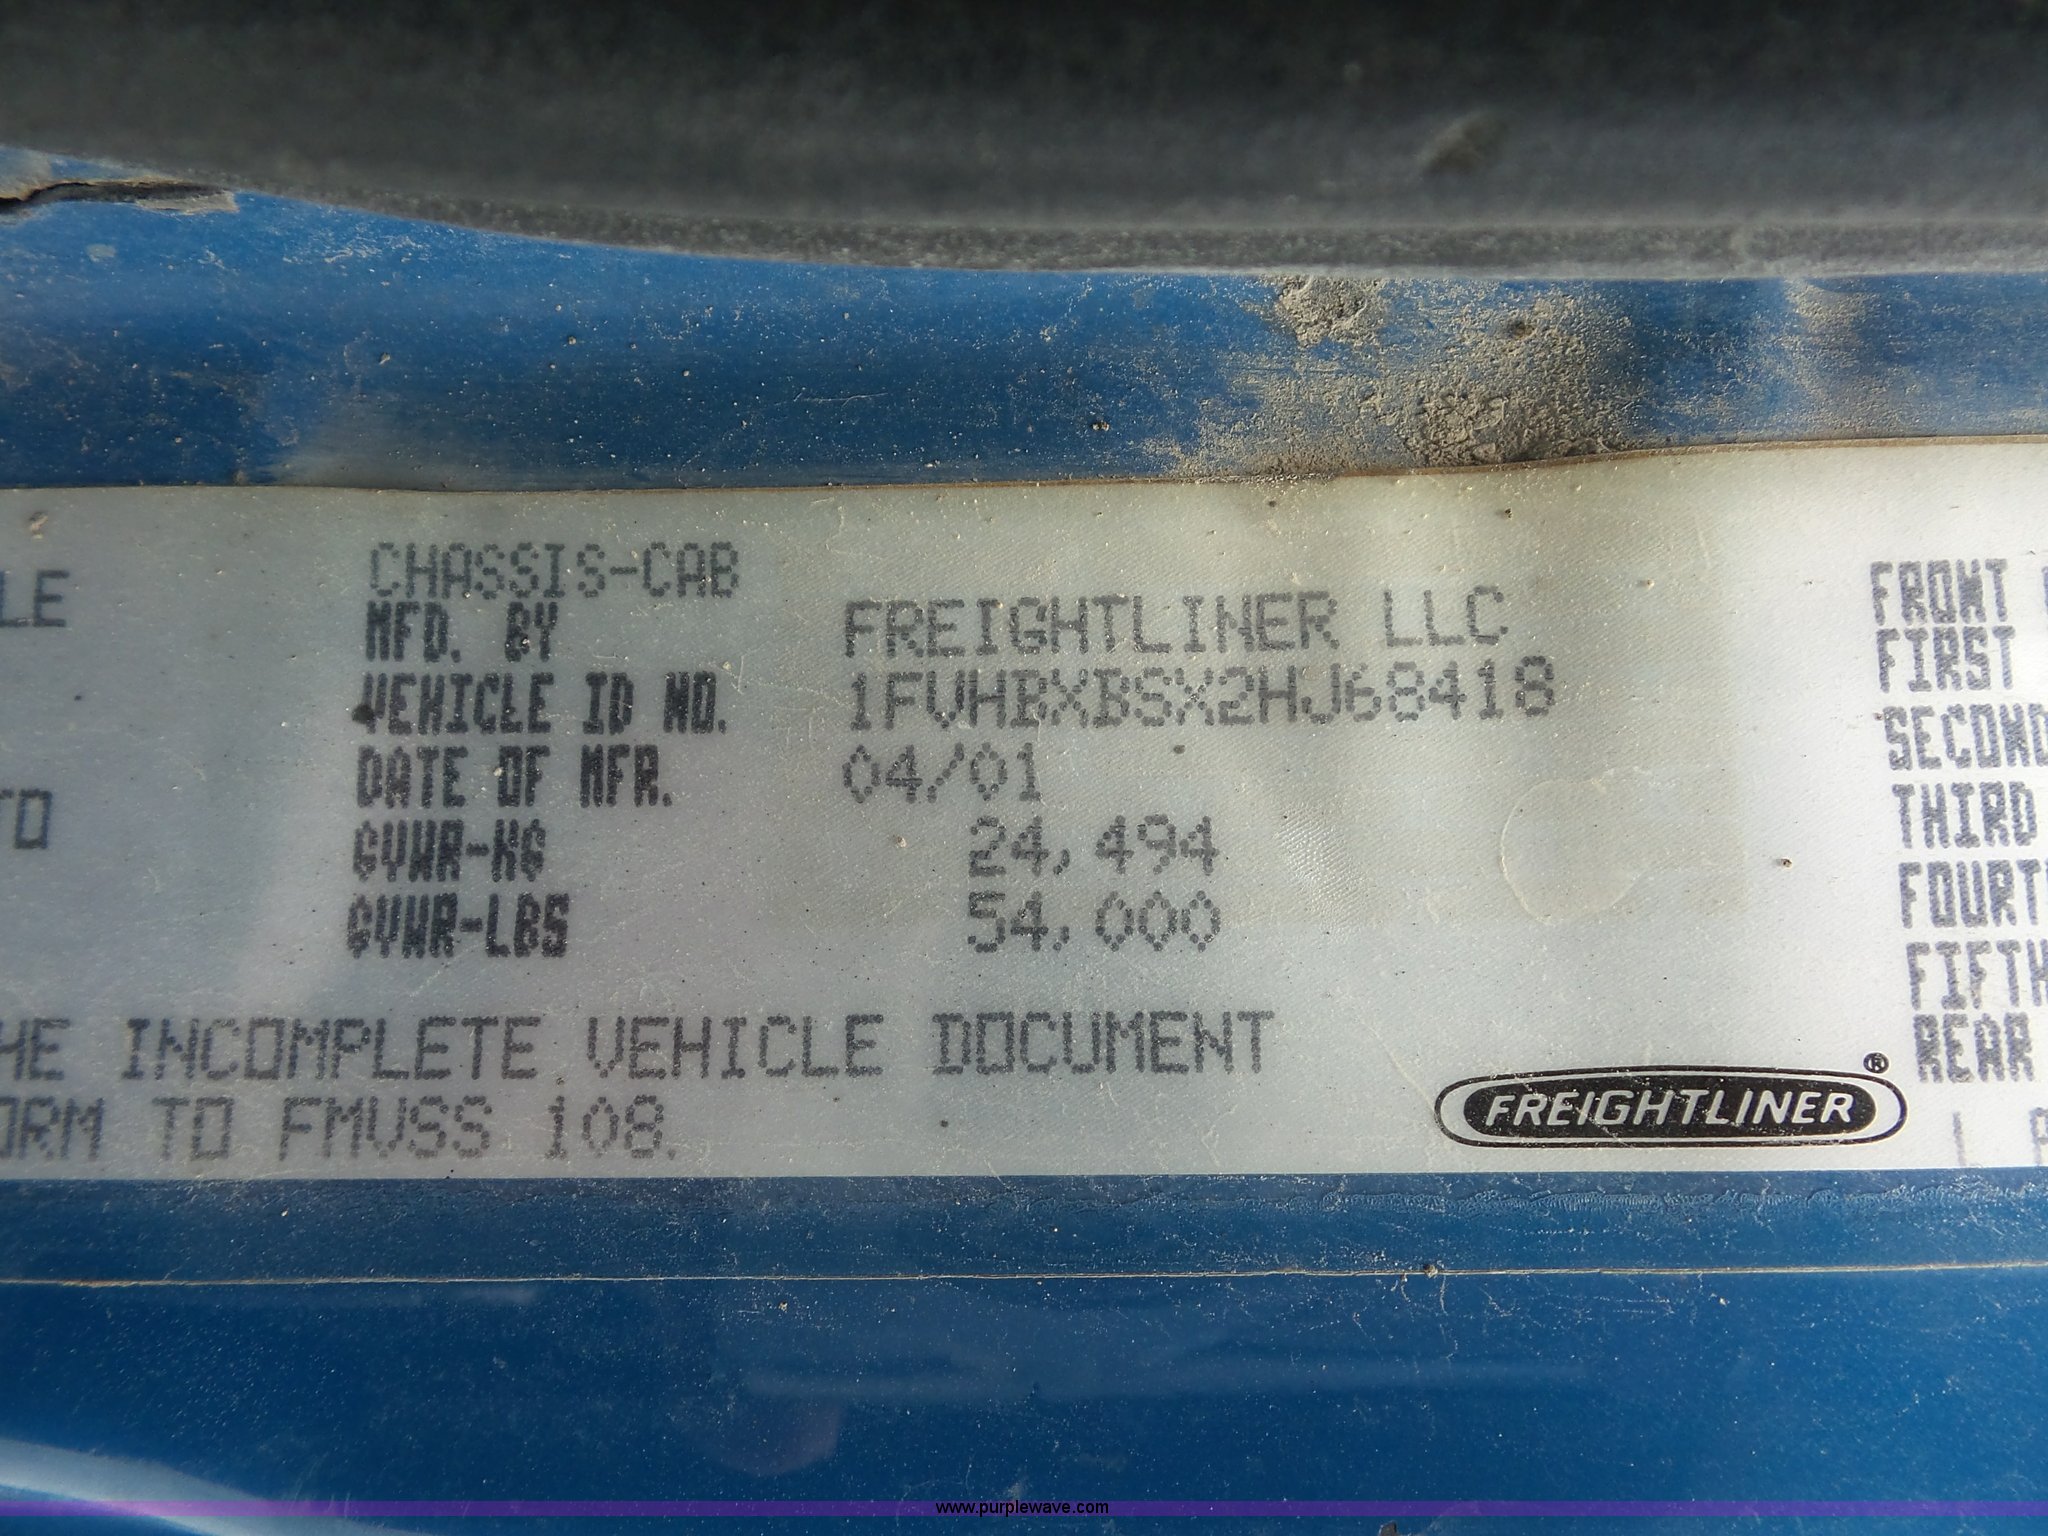 LE
CHASSIS-CAB
MFD. BY FREIGHTLINER LLC
VEHICLE ID NO. 1FVHBXBSX2HJ68418
DATE OF MFR. 04/01
TO
GVWR-KG 24,494
GVWR-LBS 54,000
HE INCOMPLETE VEHICLE DOCUMENT
ORM TO FMVSS 108.
FREIGHTLINER®
FRONT
FIRST
SECOND
THIRD
FOURT
FIFTH
REAR
www.purplewave.com